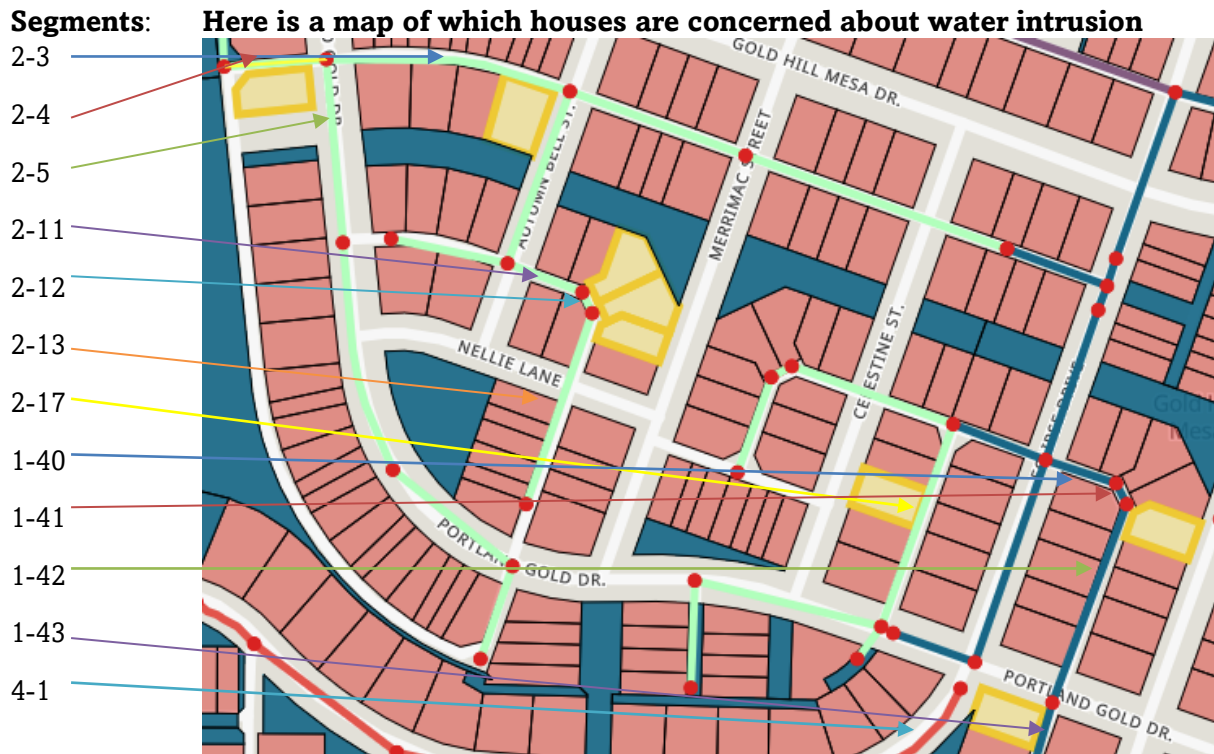 Segments: Here is a map of which houses are concerned about water intrusion
2-3
2-4
2-5
2-11
2-12
2-13
2-17
1-40
1-41
1-42
1-43
4-1
GOLD HILL MESA DR.
AUTUMN BELL ST.
MERRIMAC STREET
NELLIE LANE
CELESTINE ST.
PORTLAND GOLD DR.
PORTLAND GOLD DR.